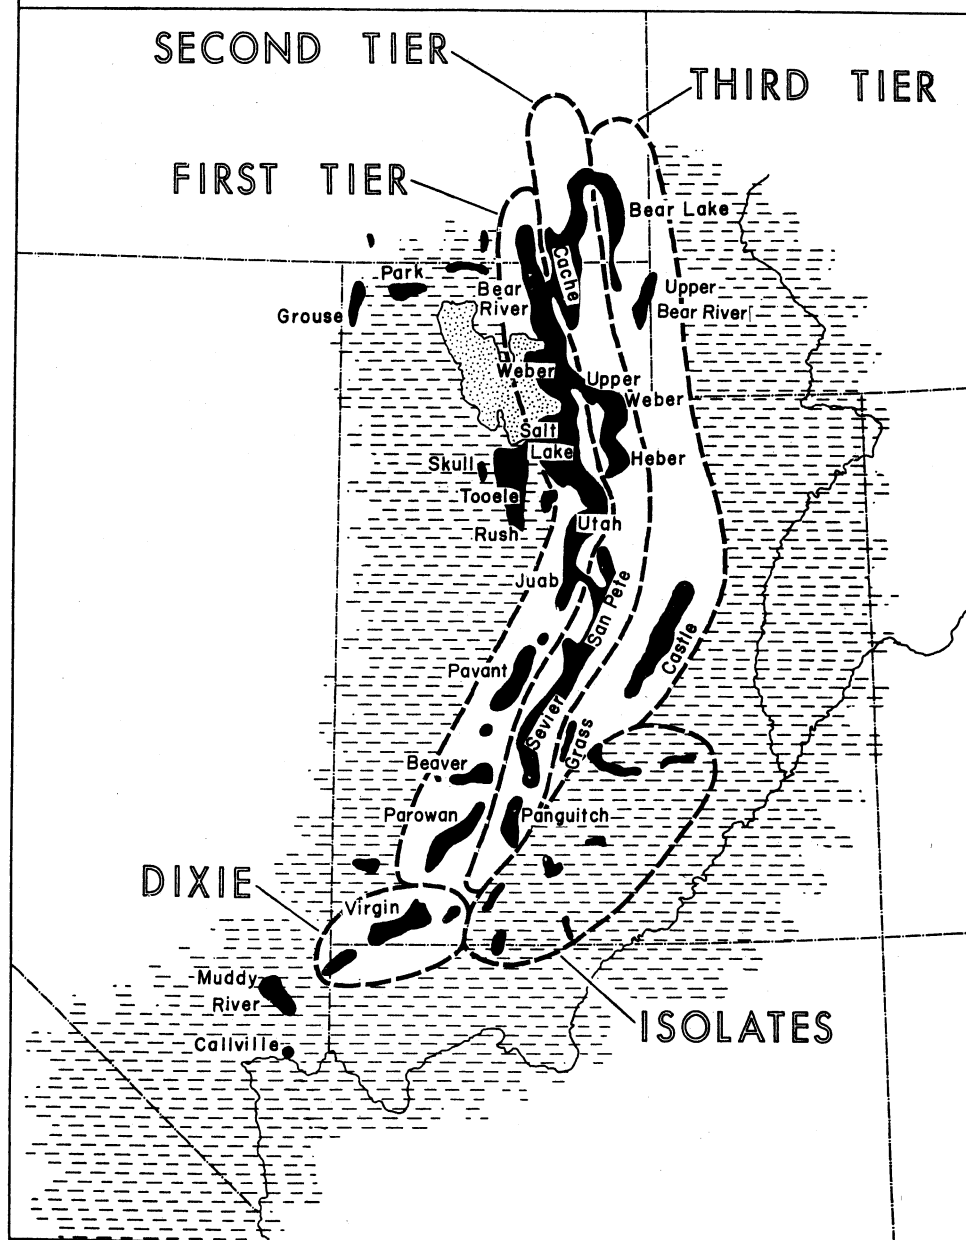 SECOND TIER
THIRD TIER
FIRST TIER
Bear Lake
Cache
Park
Bear
River
Upper
Bear River
Grouse
Weber
Upper
Weber
Salt
Lake
Skull
Heber
Tooele
Rush
Utah
Juab
San Pete
Castle
Pavant
Sevier
Grass
Beaver
Parowan
Panguitch
DIXIE
Virgin
Muddy
River
ISOLATES
Callville